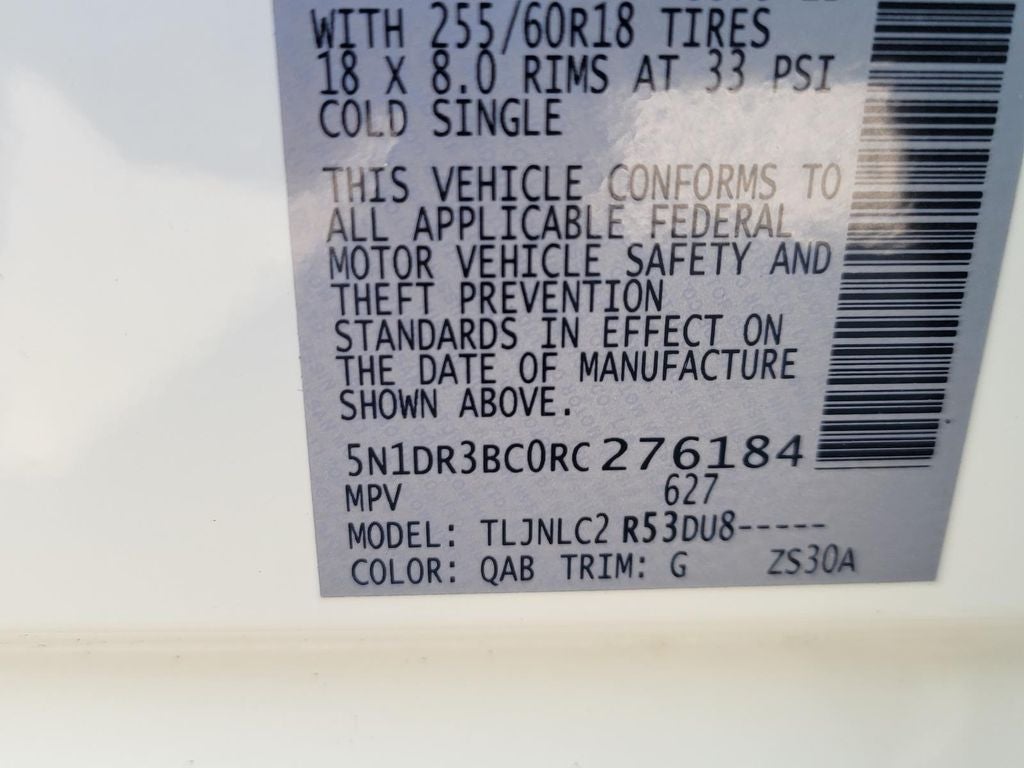 WITH 255/60R18 TIRES
18 X 8.0 RIMS AT 33 PSI
COLD SINGLE
THIS VEHICLE CONFORMS TO
ALL APPLICABLE FEDERAL
MOTOR VEHICLE SAFETY AND
THEFT PREVENTION
STANDARDS IN EFFECT ON
THE DATE OF MANUFACTURE
SHOWN ABOVE.
5N1DR3BC0RC276184
MPV 627
MODEL: TLJNLC2 R53DU8-----
COLOR: QAB TRIM: G ZS30A